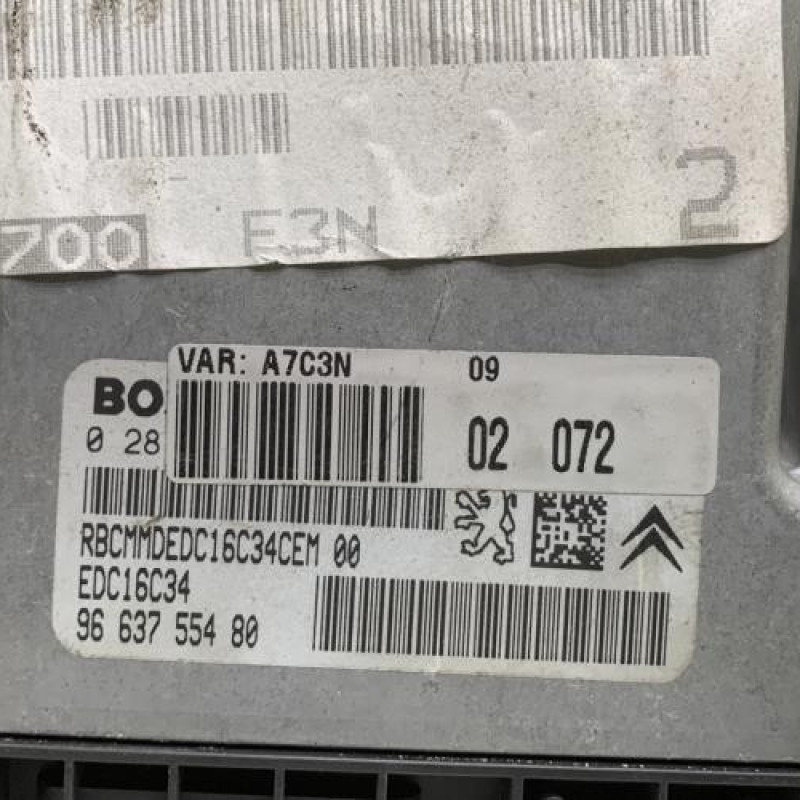 700 E3N 2
VAR: A7C3N 09
02 072
BO
0 28
RBCMMDEDC16C34CEM 00
EDC16C34
96 637 554 80